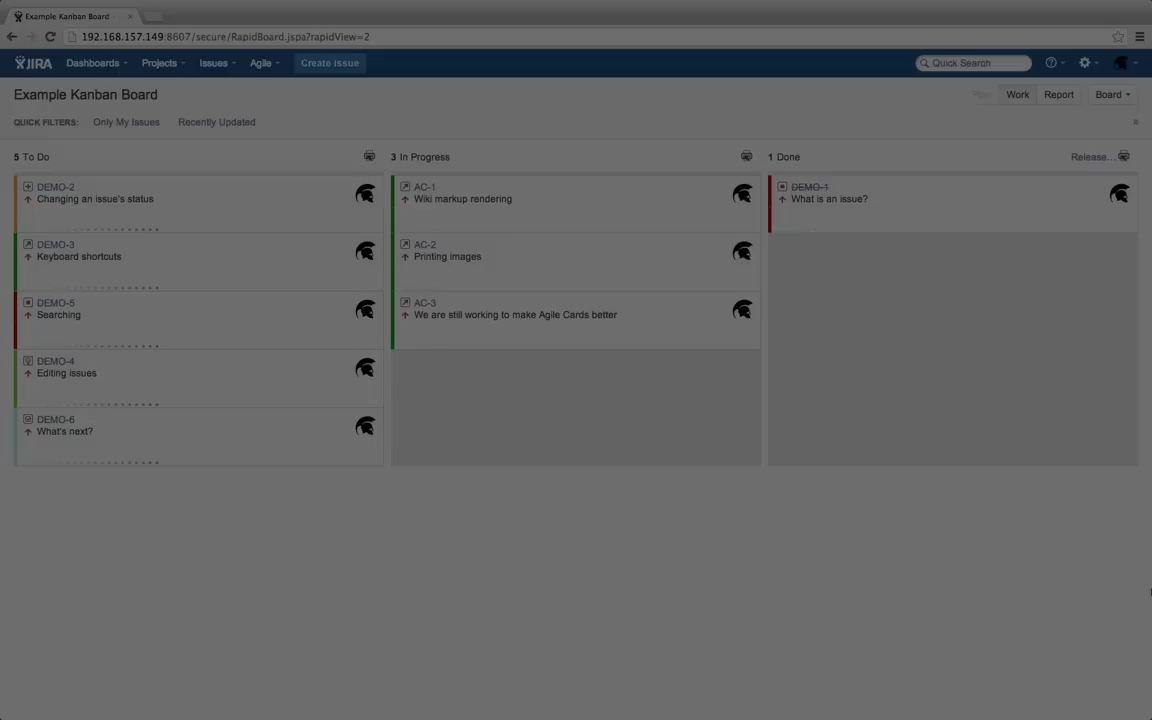 Example Kanban Board
192.168.157.149:8607/secure/RapidBoard.jspa?rapidView=2
JIRA Dashboards Projects Issues Agile Create issue Quick Search
Example Kanban Board Work Report Board
QUICK FILTERS: Only My Issues Recently Updated
5 To Do
DEMO-2
Changing an issue's status
DEMO-3
Keyboard shortcuts
DEMO-5
Searching
DEMO-4
Editing issues
DEMO-6
What's next?
3 In Progress
AC-1
Wiki markup rendering
AC-2
Printing images
AC-3
We are still working to make Agile Cards better
1 Done Release...
DEMO-1
What is an issue?